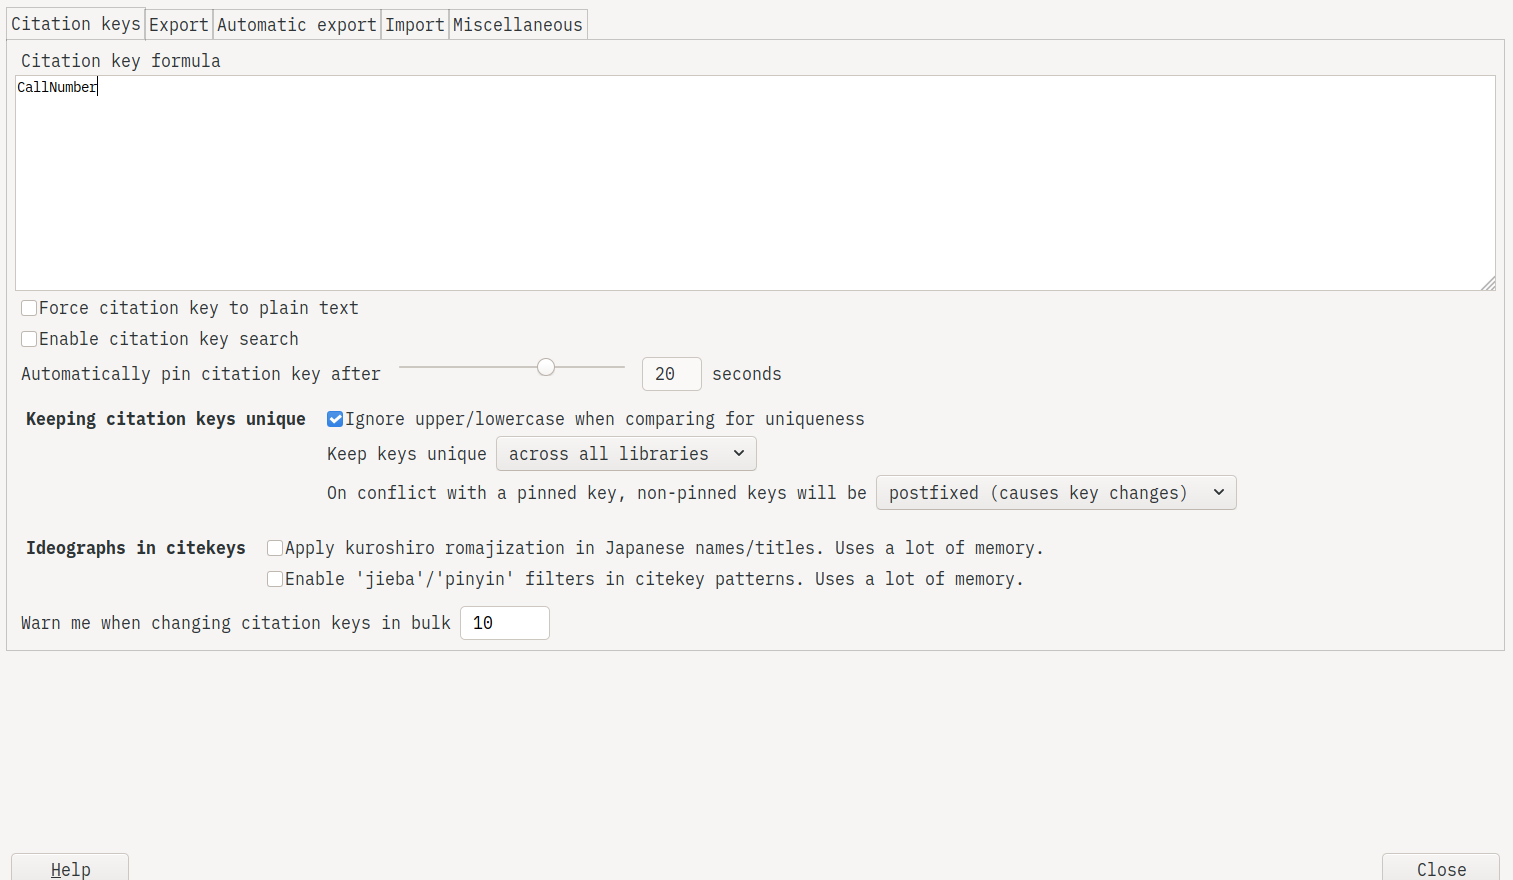 Citation keys Export Automatic export Import Miscellaneous
Citation key formula
CallNumber
Force citation key to plain text
Enable citation key search
Automatically pin citation key after 20 seconds
Keeping citation keys unique Ignore upper/lowercase when comparing for uniqueness
Keep keys unique across all libraries
On conflict with a pinned key, non-pinned keys will be postfixed (causes key changes)
Ideographs in citekeys Apply kuroshiro romajization in Japanese names/titles. Uses a lot of memory.
Enable 'jieba'/'pinyin' filters in citekey patterns. Uses a lot of memory.
Warn me when changing citation keys in bulk 10
Help Close